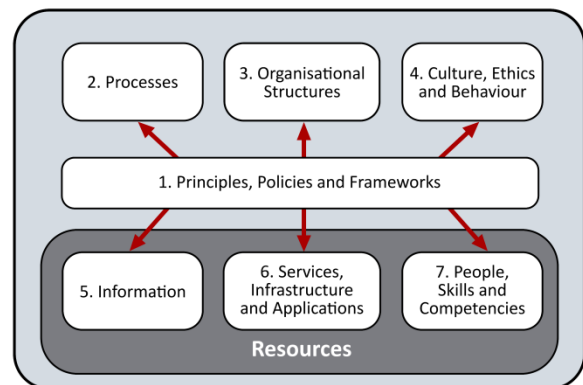 2. Processes
3. Organisational
Structures
4. Culture, Ethics
and Behaviour
1. Principles, Policies and Frameworks
5. Information
6. Services,
Infrastructure
and Applications
7. People,
Skills and
Competencies
Resources